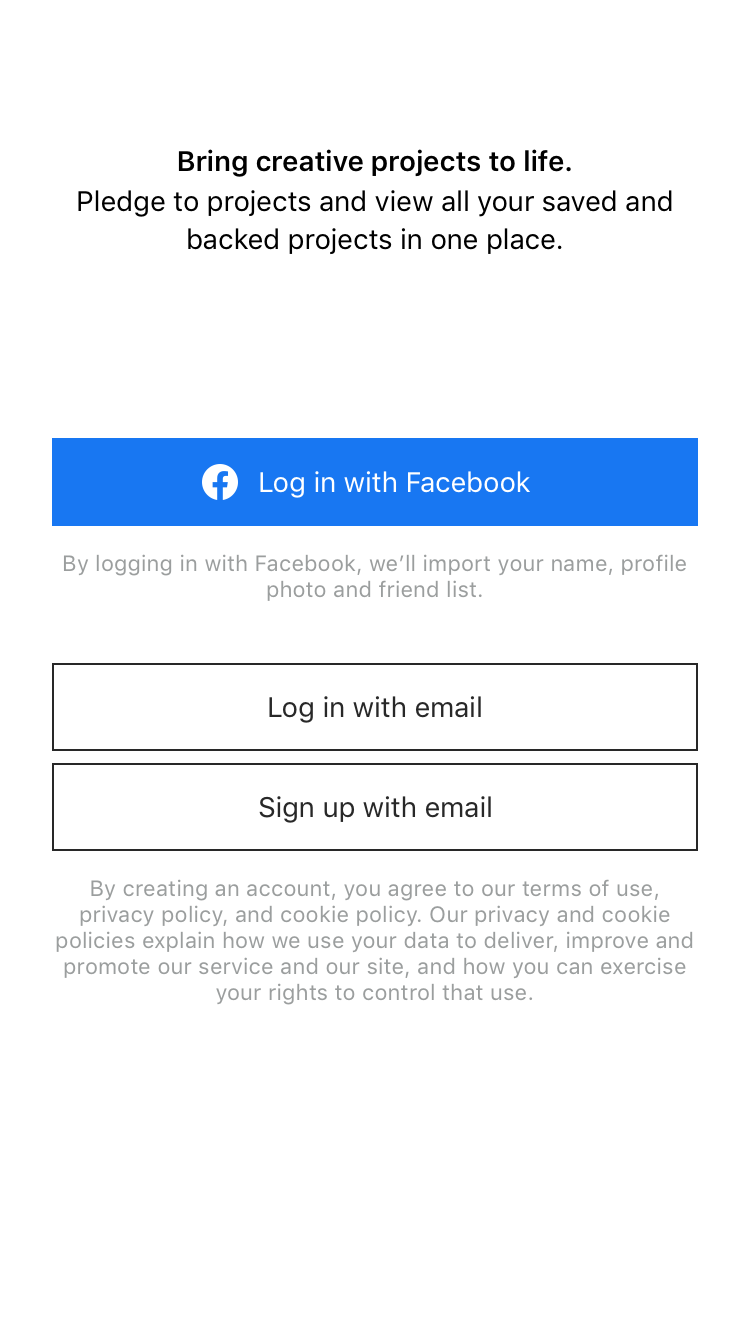 Bring creative projects to life.
Pledge to projects and view all your saved and
backed projects in one place.
Log in with Facebook
By logging in with Facebook, we’ll import your name, profile
photo and friend list.
Log in with email
Sign up with email
By creating an account, you agree to our terms of use,
privacy policy, and cookie policy. Our privacy and cookie
policies explain how we use your data to deliver, improve and
promote our service and our site, and how you can exercise
your rights to control that use.